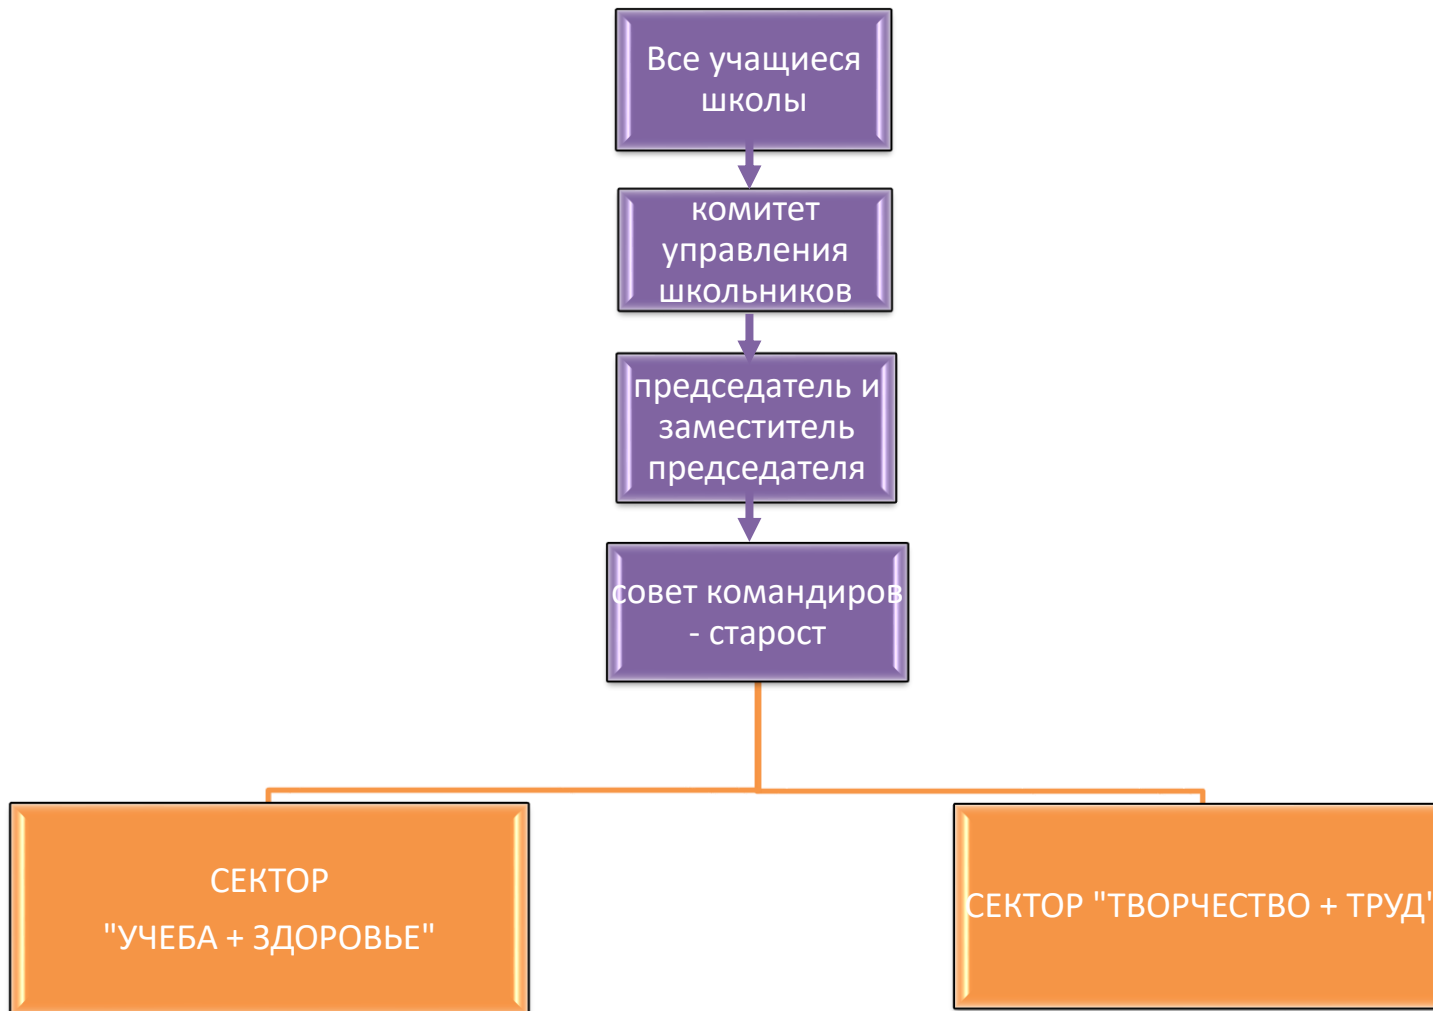 Все учащиеся
школы
комитет
управления
школьников
председатель и
заместитель
председателя
совет командиров
- старост
СЕКТОР
"УЧЕБА + ЗДОРОВЬЕ"
СЕКТОР "ТВОРЧЕСТВО + ТРУД"